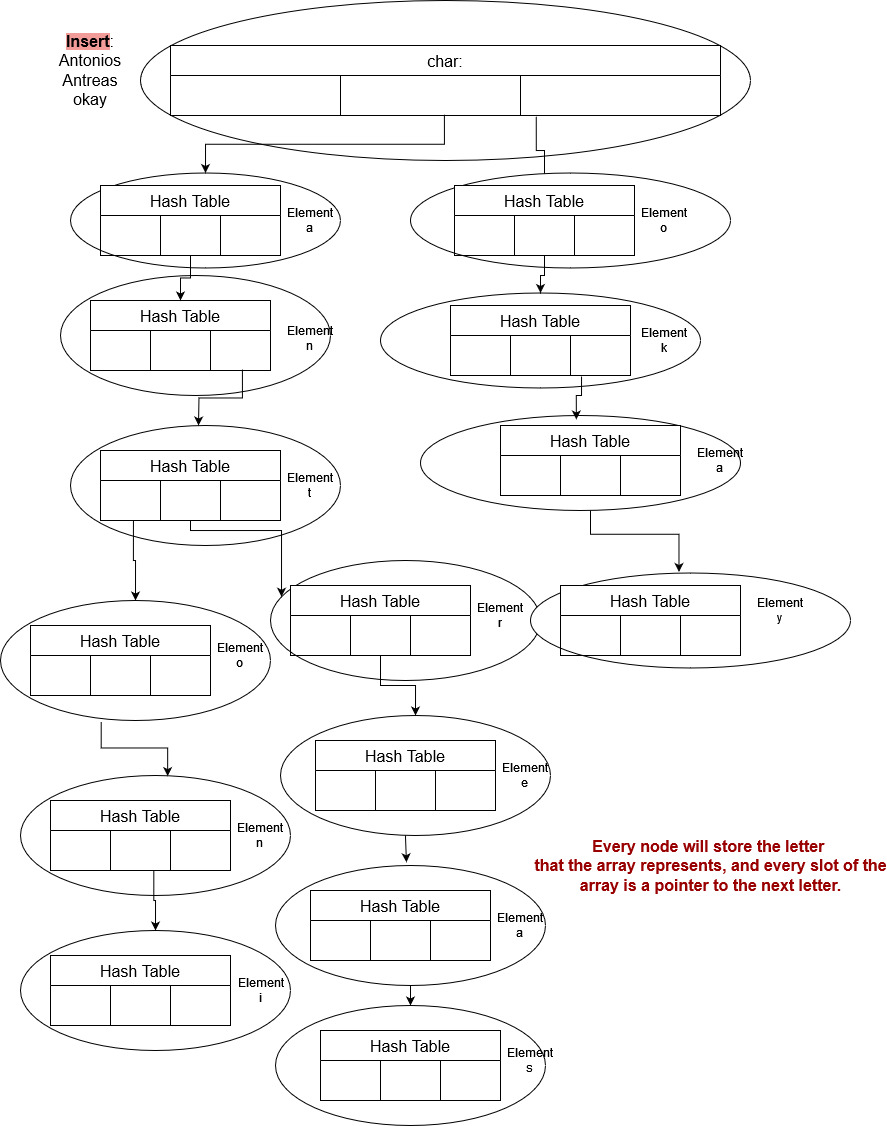 Insert:
Antonios
Antreas
okay
char:
Hash Table
Element
a
Hash Table
Element
o
Hash Table
Element
n
Hash Table
Element
k
Hash Table
Element
t
Hash Table
Element
a
Hash Table
Element
o
Hash Table
Element
r
Hash Table
Element
y
Hash Table
Element
n
Hash Table
Element
e
Every node will store the letter
that the array represents, and every slot of the
array is a pointer to the next letter.
Hash Table
Element
i
Hash Table
Element
a
Hash Table
Element
s